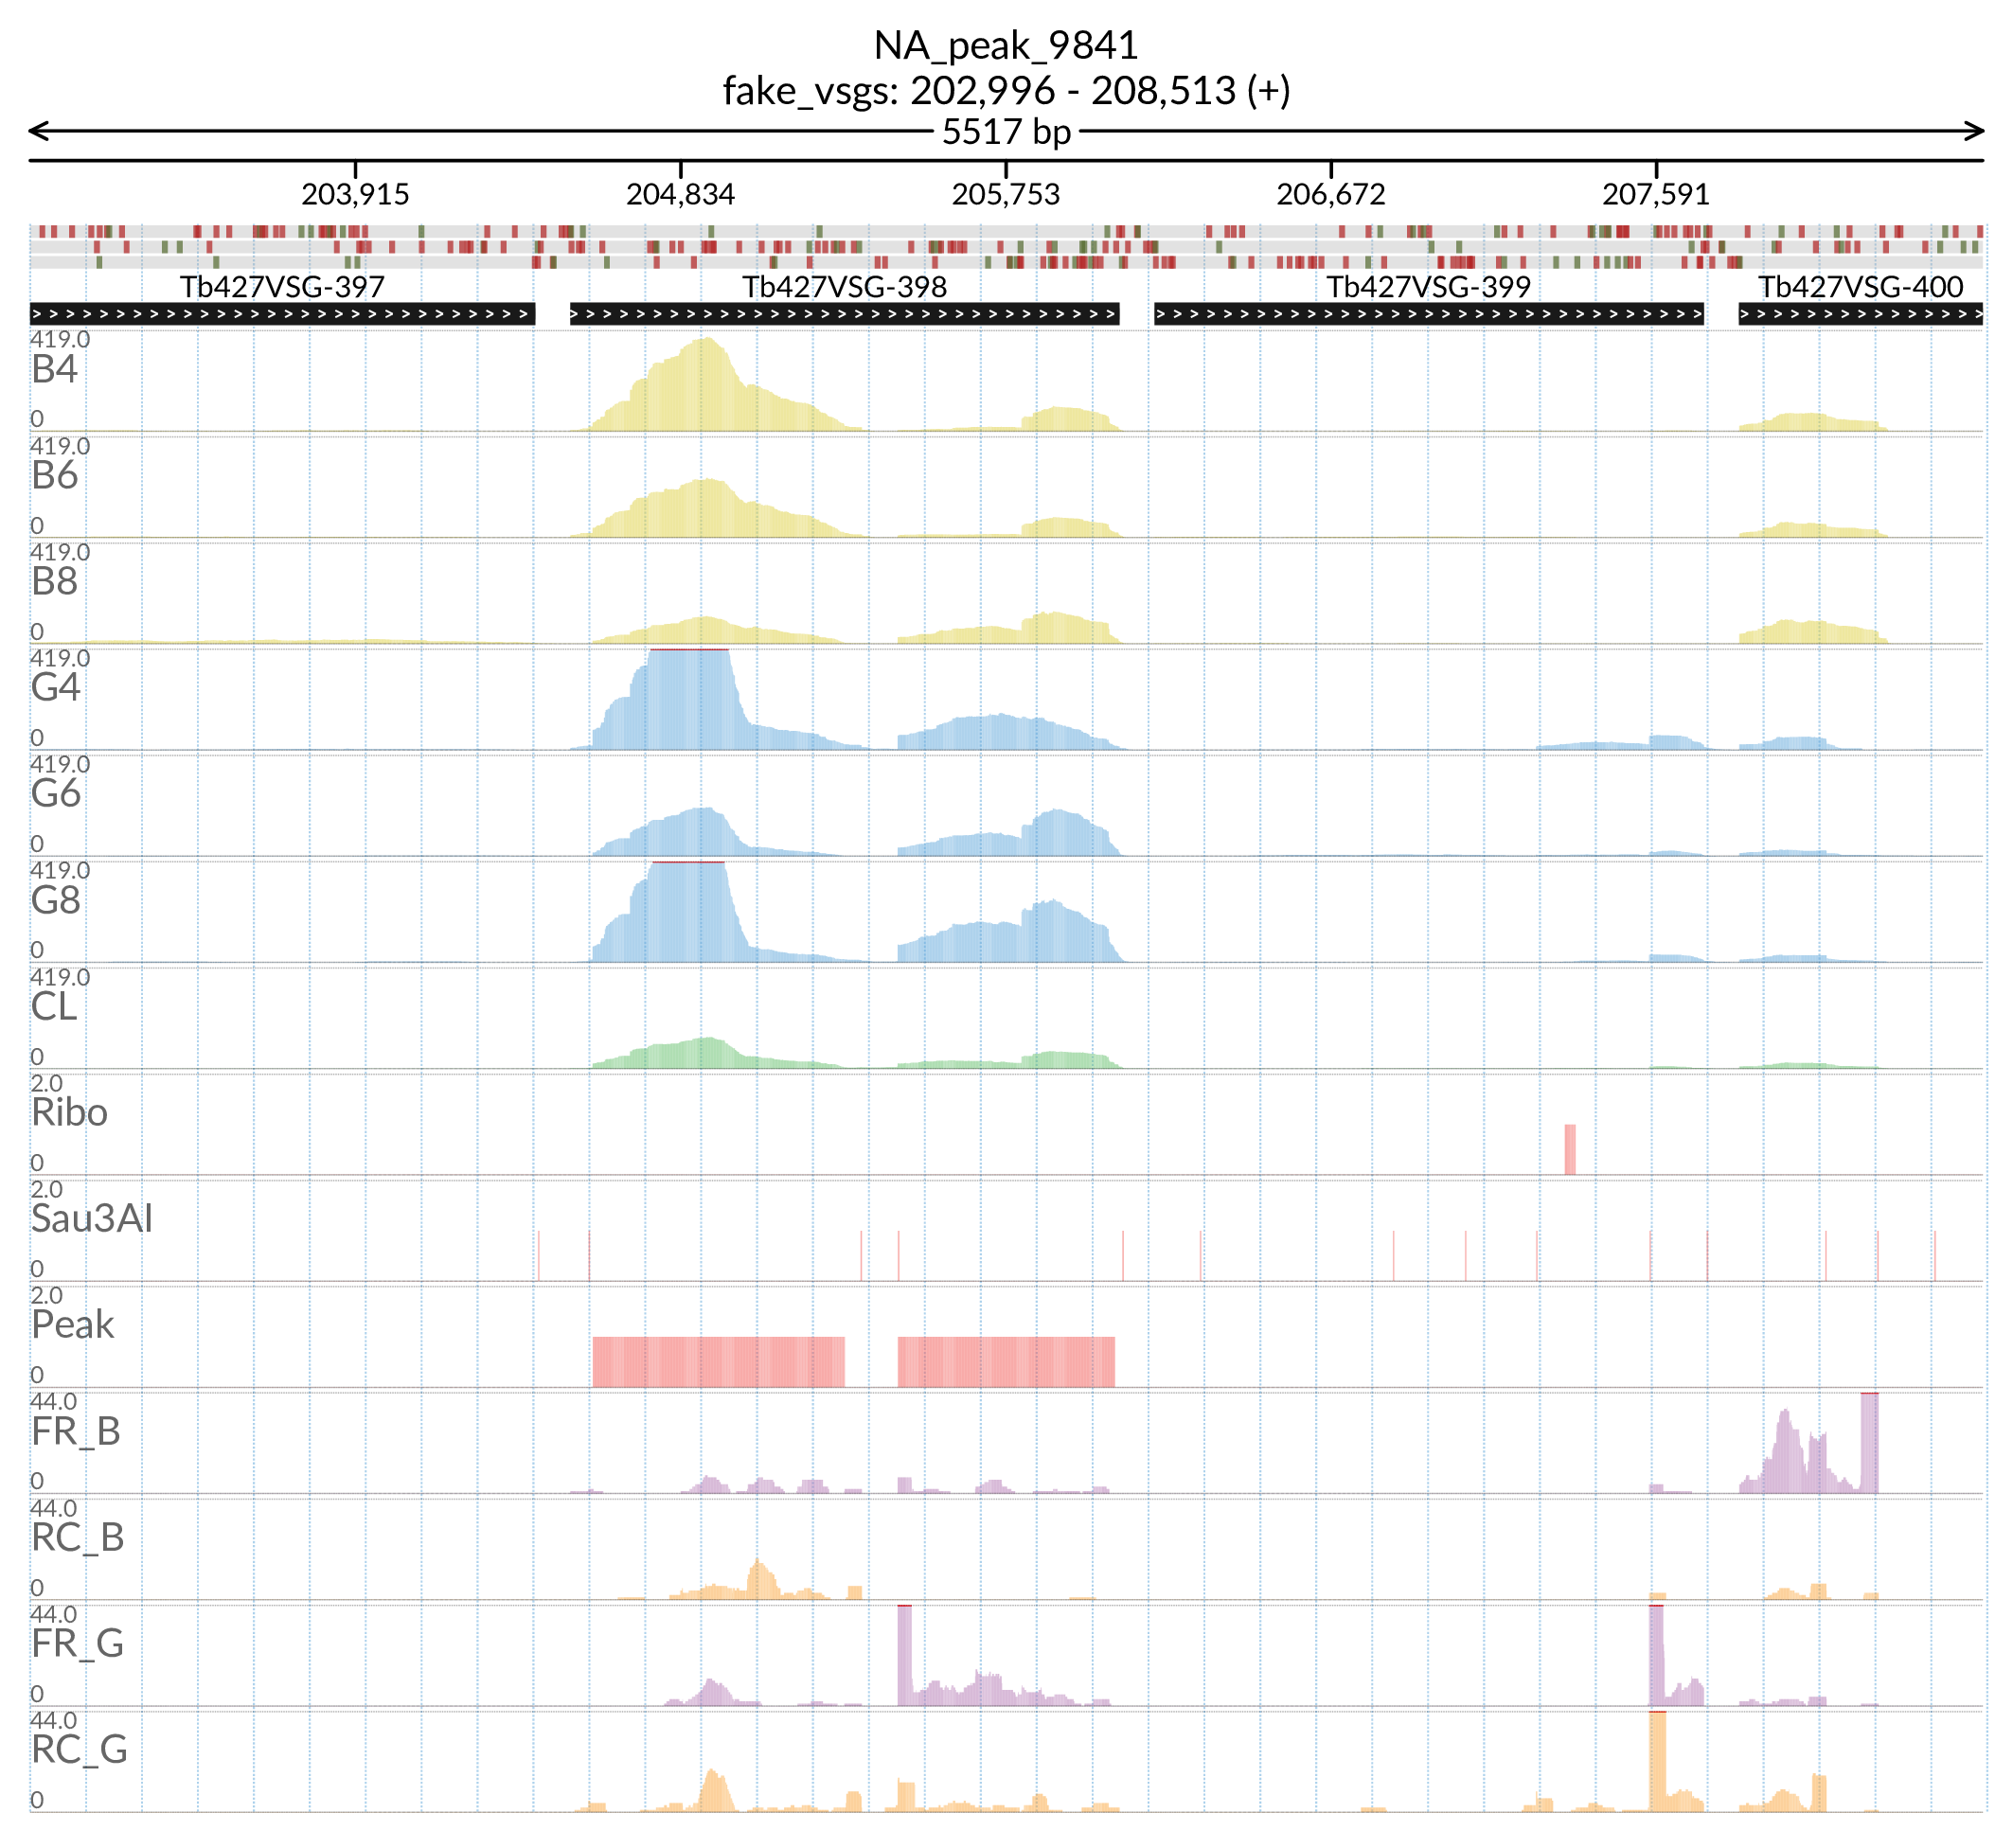 NA_peak_9841
fake_vsgs: 202,996 - 208,513 (+)
5517 bp
203,915 204,834 205,753 206,672 207,591
Tb427VSG-397 Tb427VSG-398 Tb427VSG-399 Tb427VSG-400
419.0
B4
0
419.0
B6
0
419.0
B8
0
419.0
G4
0
419.0
G6
0
419.0
G8
0
419.0
CL
0
2.0
Ribo
0
2.0
Sau3AI
0
2.0
Peak
0
44.0
FR_B
0
44.0
RC_B
0
44.0
FR_G
0
44.0
RC_G
0